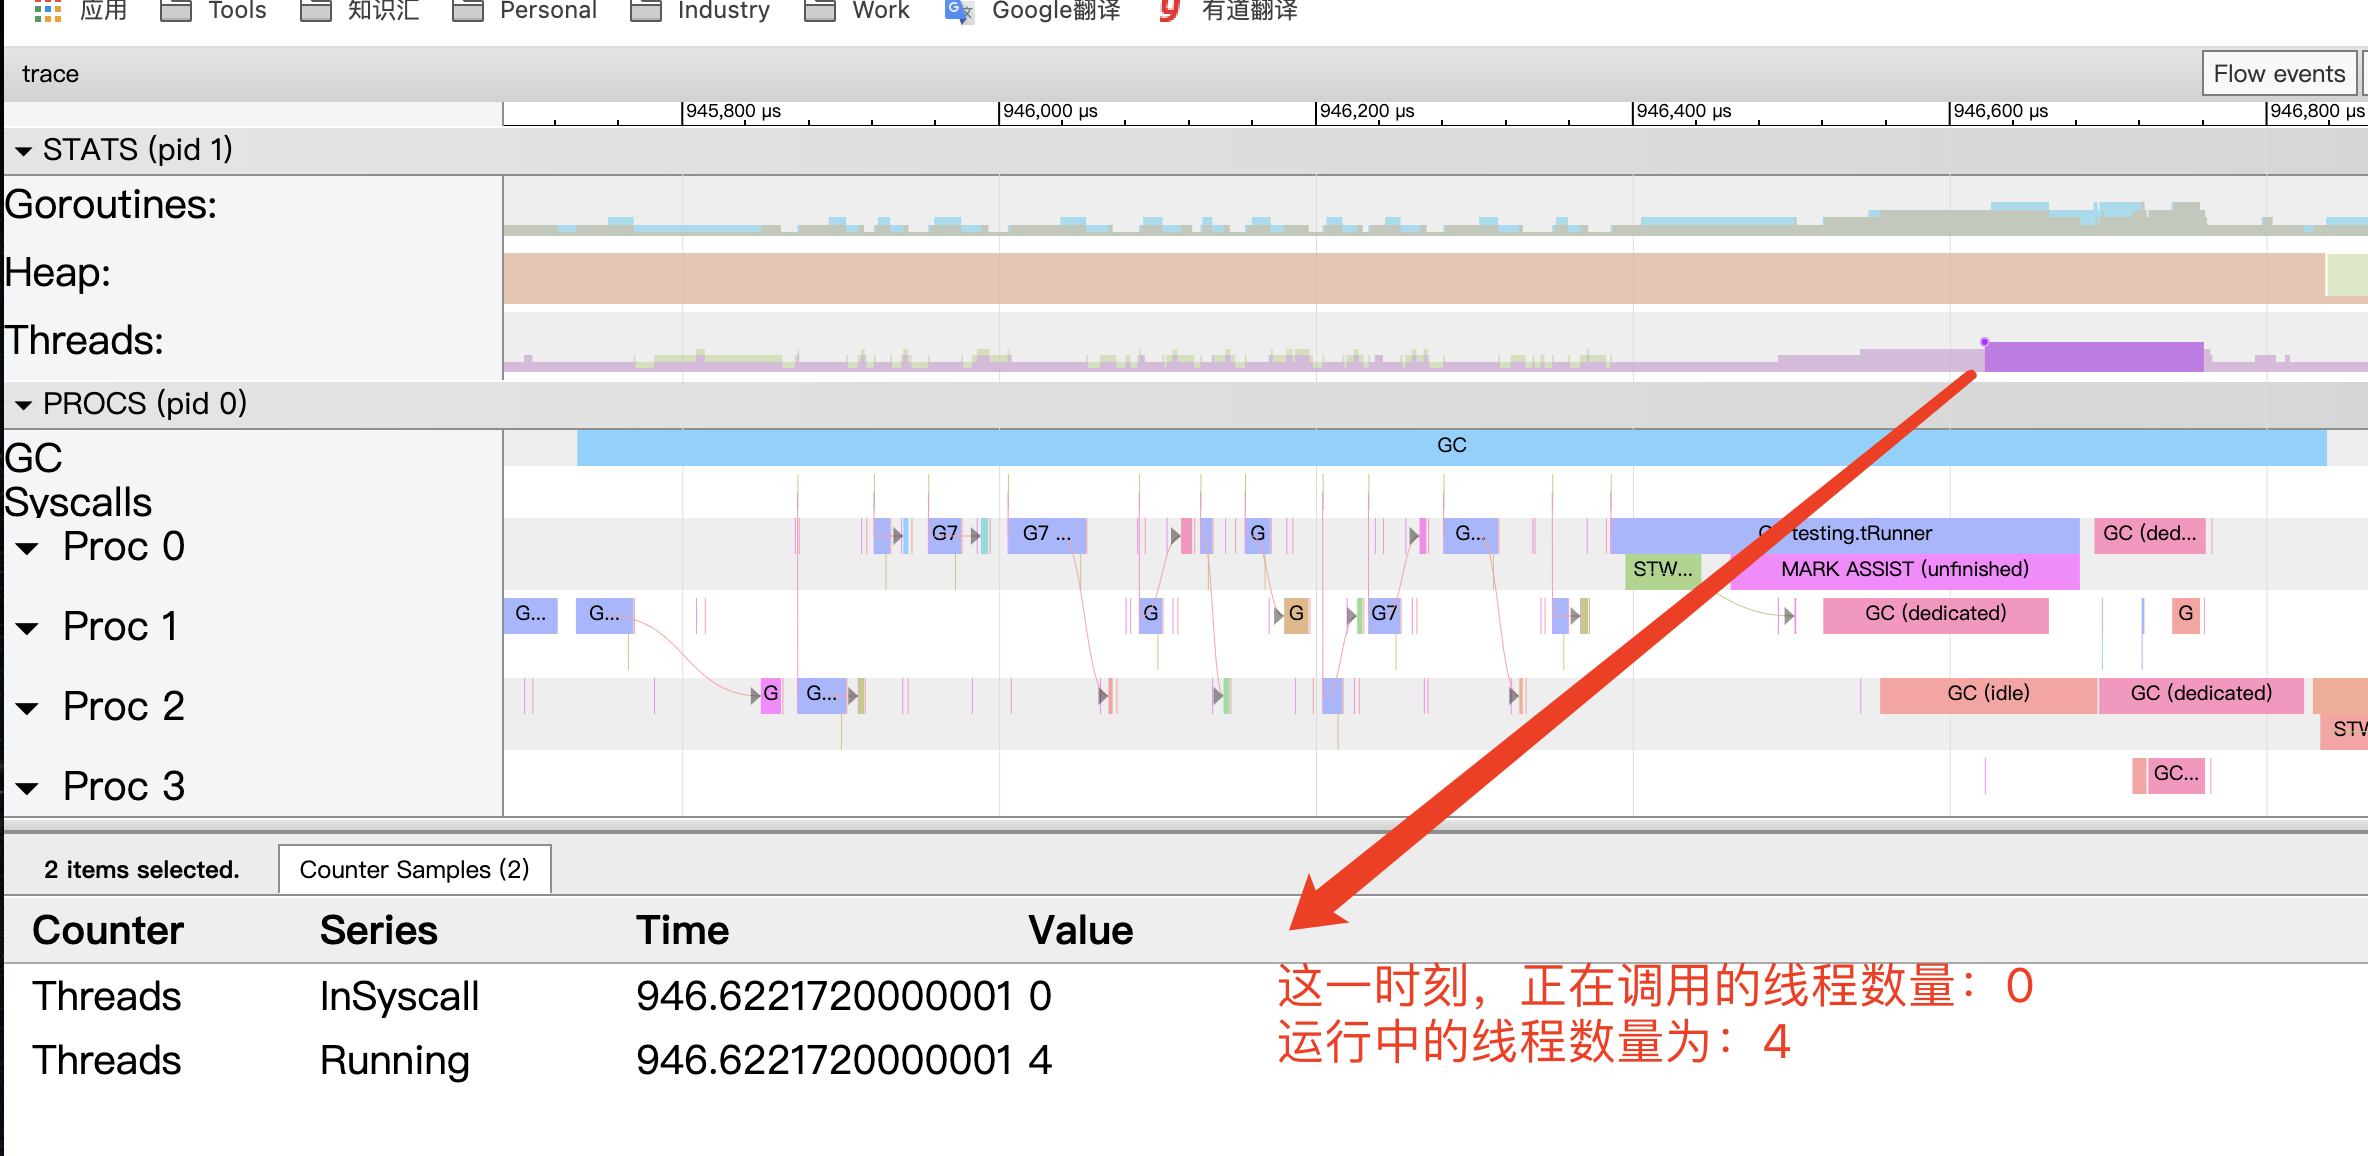 应用 Tools 知识汇 Personal Industry Work Google翻译 有道翻译
trace Flow events
945,800 µs 946,000 µs 946,200 µs 946,400 µs 946,600 µs 946,800 µs
STATS (pid 1)
Goroutines:
Heap:
Threads:
PROCS (pid 0)
GC GC
Syscalls
Proc 0 G7 G7 ... G G... testing.tRunner GC (ded...
STW... MARK ASSIST (unfinished)
Proc 1 G... G... G G G7 GC (dedicated) G
Proc 2 G G... GC (idle) GC (dedicated)
STW
Proc 3 GC...
2 items selected. Counter Samples (2)
Counter Series Time Value
Threads InSyscall 946.6221720000001 0
Threads Running 946.6221720000001 4
这一时刻，正在调用的线程数量：0
运行中的线程数量为：4